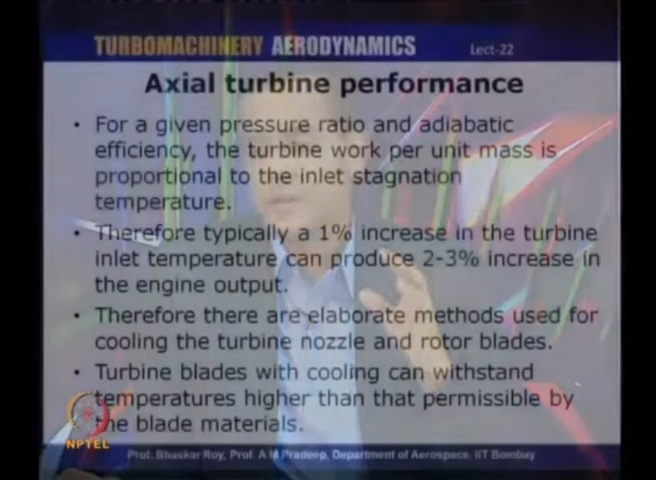 TURBOMACHINERY AERODYNAMICS Lect-22
Axial turbine performance
• For a given pressure ratio and adiabatic
efficiency, the turbine work per unit mass is
proportional to the inlet stagnation
temperature.
• Therefore typically a 1% increase in the turbine
inlet temperature can produce 2-3% increase in
the engine output.
• Therefore there are elaborate methods used for
cooling the turbine nozzle and rotor blades.
• Turbine blades with cooling can withstand
temperatures higher than that permissible by
the blade materials.
NPTEL
Prof. Bhaskar Roy, Prof. A M Pradeep, Department of Aerospace, IIT Bombay